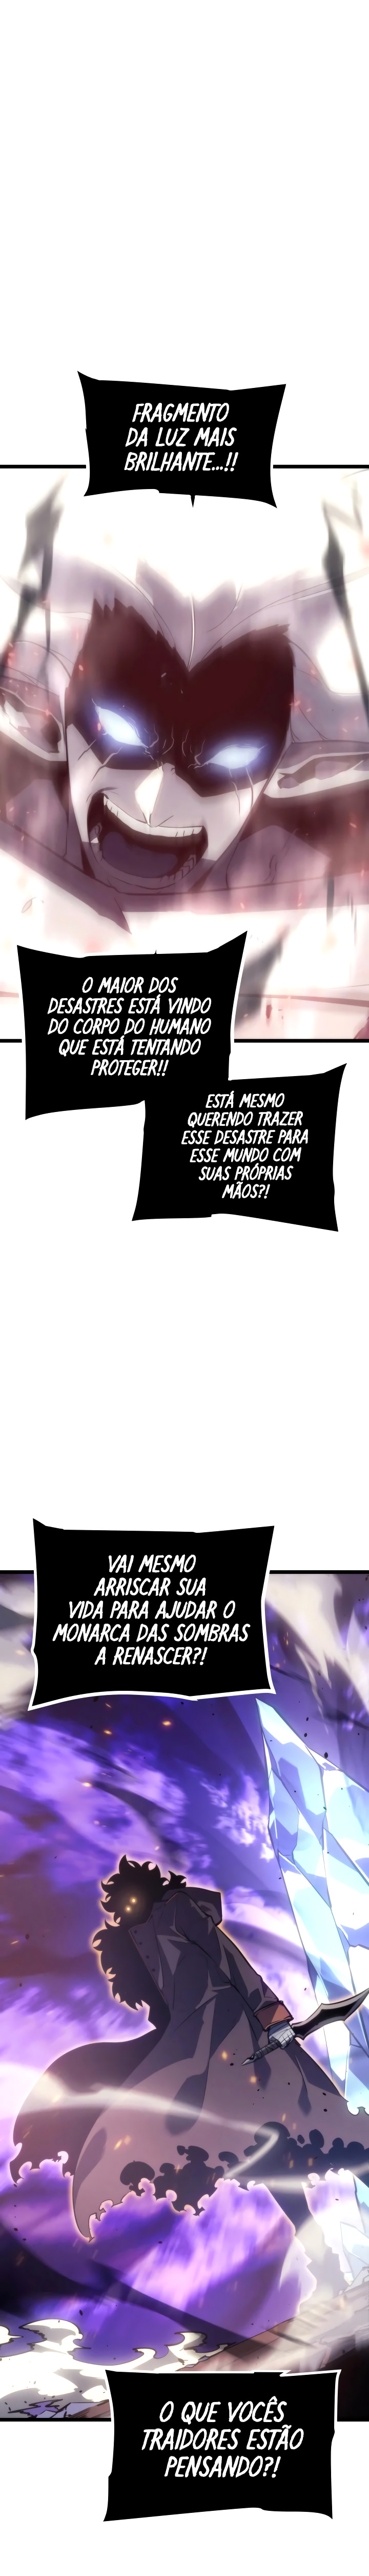 FRAGMENTO
DA LUZ MAIS
BRILHANTE...!!
O MAIOR DOS
DESASTRES ESTÁ VINDO
DO CORPO DO HUMANO
QUE ESTÁ TENTANDO
PROTEGER!!
ESTÁ MESMO
QUERENDO TRAZER
ESSE DESASTRE PARA
ESSE MUNDO COM
SUAS PRÓPRIAS
MÃOS?!
VAI MESMO
ARRISCAR SUA
VIDA PARA AJUDAR O
MONARCA DAS SOMBRAS
A RENASCER?!
O QUE VOCÊS
TRAIDORES ESTÃO
PENSANDO?!